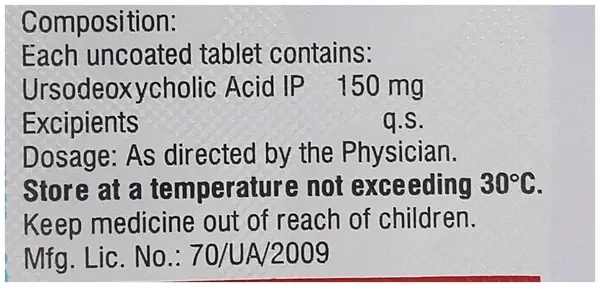 Composition:
Each uncoated tablet contains:
Ursodeoxycholic Acid IP 150 mg
Excipients q.s.
Dosage: As directed by the Physician.
Store at a temperature not exceeding 30°C.
Keep medicine out of reach of children.
Mfg. Lic. No.: 70/UA/2009